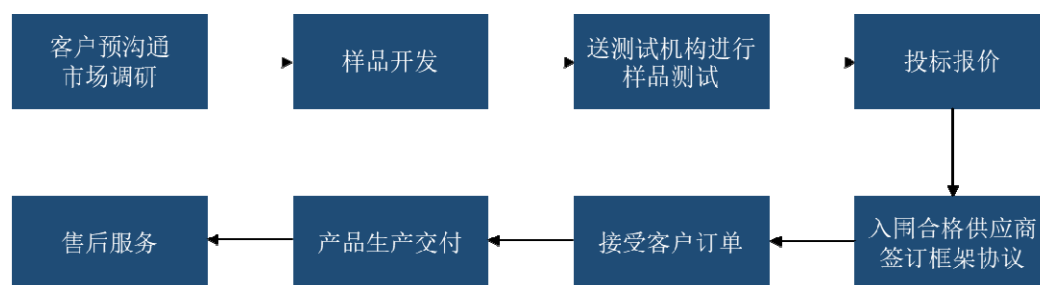 客户预沟通
市场调研
样品开发
送测试机构进行
样品测试
投标报价
入围合格供应商
签订框架协议
接受客户订单
产品生产交付
售后服务